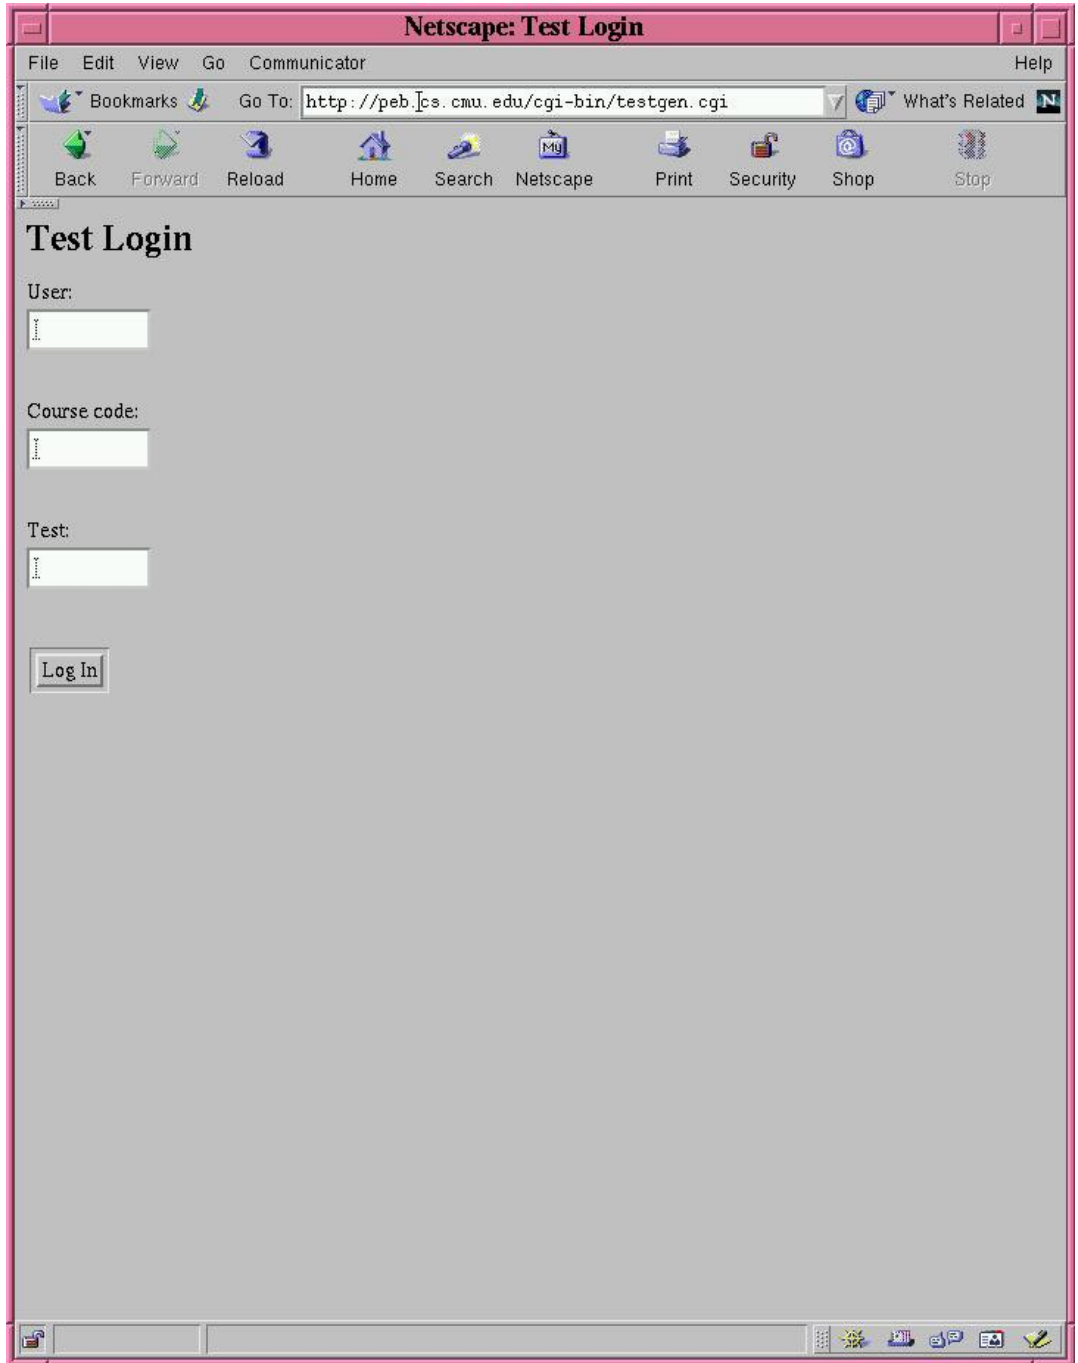 Netscape: Test Login
File Edit View Go Communicator Help
Bookmarks Go To: http://peb.cs.cmu.edu/cgi-bin/testgen.cgi What's Related N
Back Forward Reload Home Search My Netscape Print Security Shop Stop
Test Login
User:
Course code:
Test:
Log In